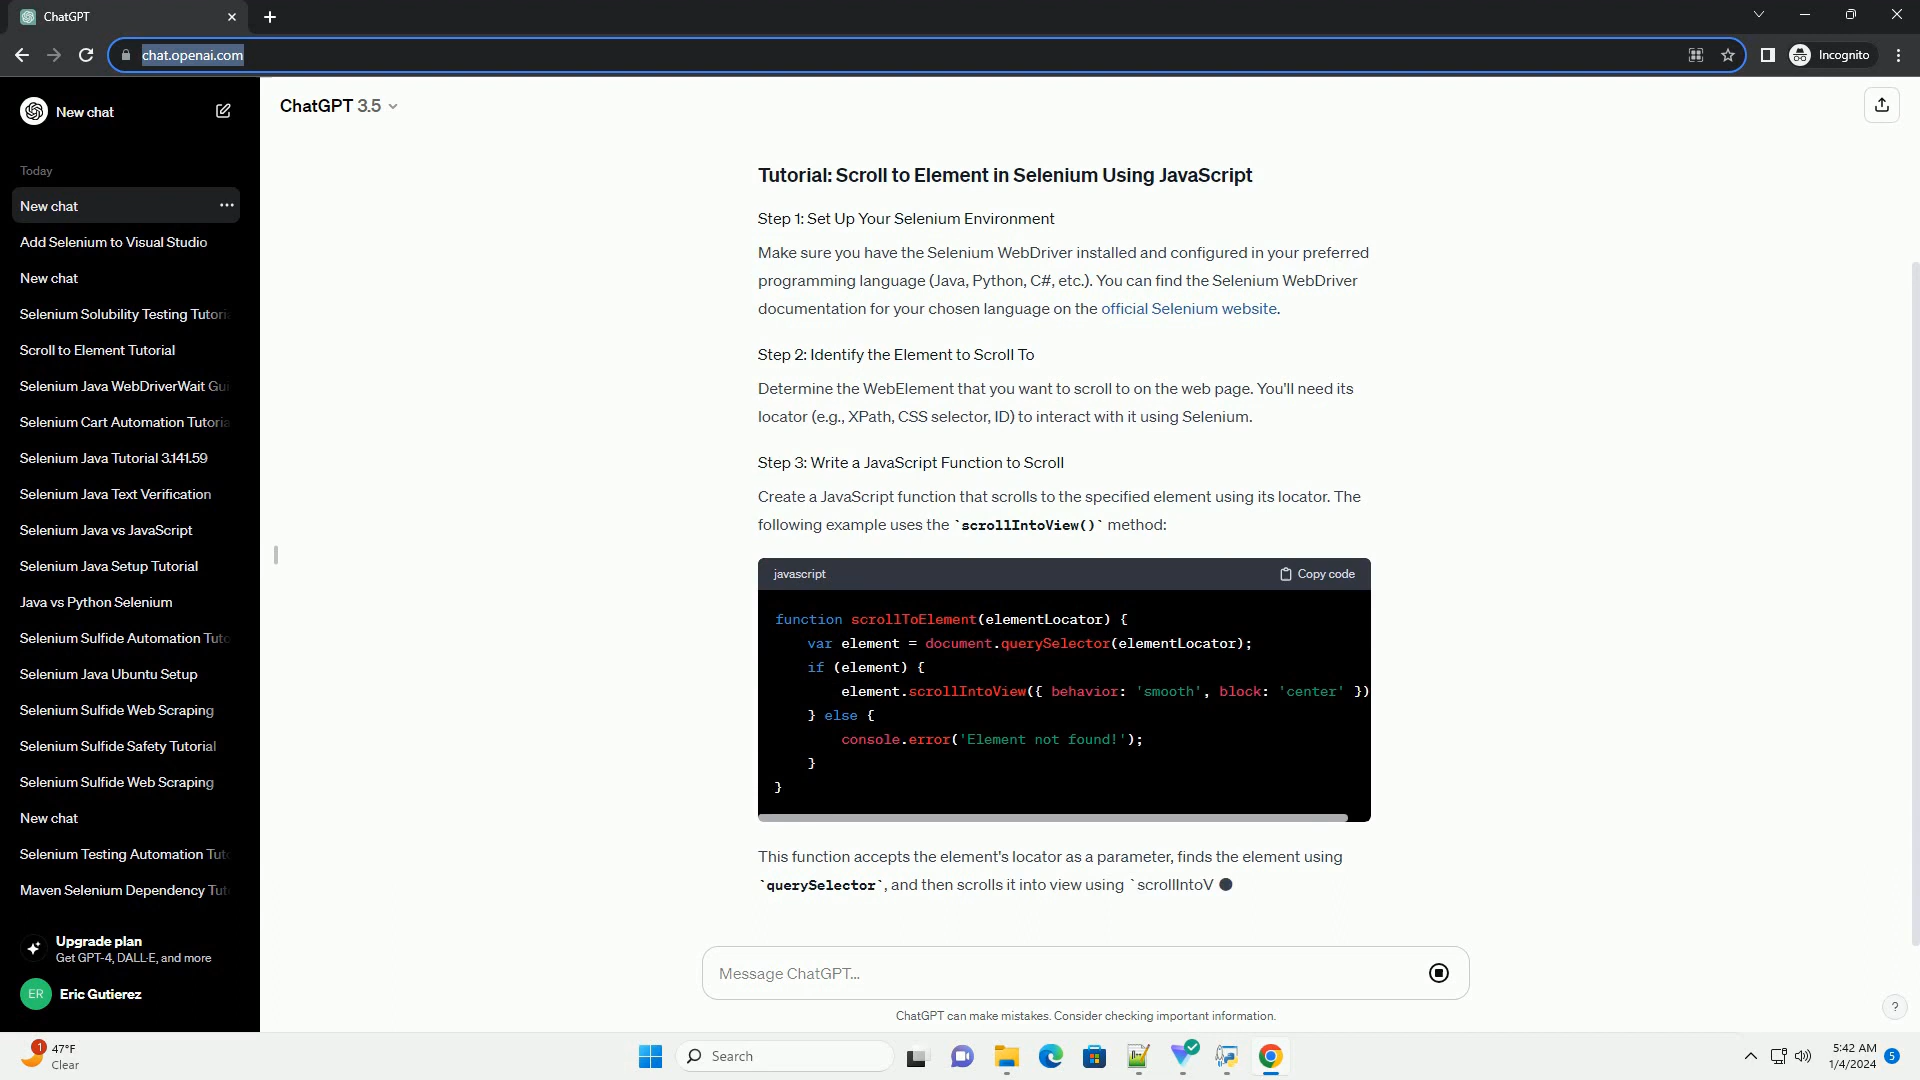 ChatGPT
chat.openai.com
Incognito
New chat
Today
New chat
Add Selenium to Visual Studio
New chat
Selenium Solubility Testing Tutori
Scroll to Element Tutorial
Selenium Java WebDriverWait Gui
Selenium Cart Automation Tutoria
Selenium Java Tutorial 3.141.59
Selenium Java Text Verification
Selenium Java vs JavaScript
Selenium Java Setup Tutorial
Java vs Python Selenium
Selenium Sulfide Automation Tuto
Selenium Java Ubuntu Setup
Selenium Sulfide Web Scraping
Selenium Sulfide Safety Tutorial
Selenium Sulfide Web Scraping
New chat
Selenium Testing Automation Tuto
Maven Selenium Dependency Tut
Upgrade plan
Get GPT-4, DALL·E, and more
ER Eric Gutierez
ChatGPT 3.5
Tutorial: Scroll to Element in Selenium Using JavaScript
Step 1: Set Up Your Selenium Environment
Make sure you have the Selenium WebDriver installed and configured in your preferred
programming language (Java, Python, C#, etc.). You can find the Selenium WebDriver
documentation for your chosen language on the official Selenium website.
Step 2: Identify the Element to Scroll To
Determine the WebElement that you want to scroll to on the web page. You'll need its
locator (e.g., XPath, CSS selector, ID) to interact with it using Selenium.
Step 3: Write a JavaScript Function to Scroll
Create a JavaScript function that scrolls to the specified element using its locator. The
following example uses the `scrollIntoView()` method:
javascript Copy code
function scrollToElement(elementLocator) {
var element = document.querySelector(elementLocator);
if (element) {
element.scrollIntoView({ behavior: 'smooth', block: 'center' })
} else {
console.error('Element not found!');
}
}
This function accepts the element's locator as a parameter, finds the element using
`querySelector`, and then scrolls it into view using `scrollIntoV
Message ChatGPT...
ChatGPT can make mistakes. Consider checking important information.
?
1
47°F
Clear
Search
5:42 AM
1/4/2024
5